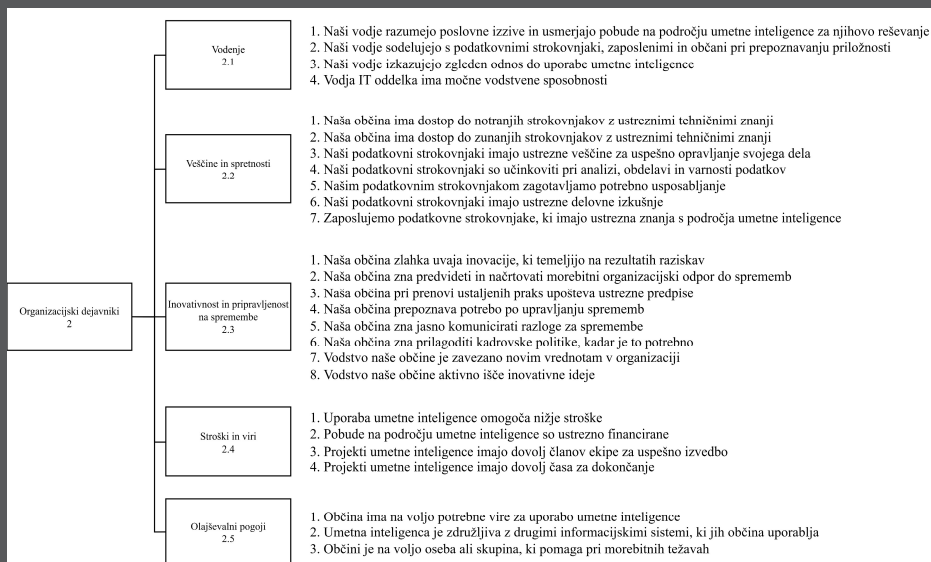 Organizacijski dejavniki
2
Vodenje
2.1
1. Naši vodje razumejo poslovne izzive in usmerjajo pobude na področju umetne inteligence za njihovo reševanje
2. Naši vodje sodelujejo s podatkovnimi strokovnjaki, zaposlenimi in občani pri prepoznavanju priložnosti
3. Naši vodje izkazujejo zgleden odnos do uporabe umetne inteligence
4. Vodja IT oddelka ima močne vodstvene sposobnosti
Veščine in spretnosti
2.2
1. Naša občina ima dostop do notranjih strokovnjakov z ustreznimi tehničnimi znanji
2. Naša občina ima dostop do zunanjih strokovnjakov z ustreznimi tehničnimi znanji
3. Naši podatkovni strokovnjaki imajo ustrezne veščine za uspešno opravljanje svojega dela
4. Naši podatkovni strokovnjaki so učinkoviti pri analizi, obdelavi in varnosti podatkov
5. Našim podatkovnim strokovnjakom zagotavljamo potrebno usposabljanje
6. Naši podatkovni strokovnjaki imajo ustrezne delovne izkušnje
7. Zaposlujemo podatkovne strokovnjake, ki imajo ustrezna znanja s področja umetne inteligence
Inovativnost in pripravljenost
na spremembe
2.3
1. Naša občina zlahka uvaja inovacije, ki temeljijo na rezultatih raziskav
2. Naša občina zna predvideti in načrtovati morebitni organizacijski odpor do sprememb
3. Naša občina pri prenovi ustaljenih praks upošteva ustrezne predpise
4. Naša občina prepoznava potrebo po upravljanju sprememb
5. Naša občina zna jasno komunicirati razloge za spremembe
6. Naša občina zna prilagoditi kadrovske politike, kadar je to potrebno
7. Vodstvo naše občine je zavezano novim vrednotam v organizaciji
8. Vodstvo naše občine aktivno išče inovativne ideje
Stroški in viri
2.4
1. Uporaba umetne inteligence omogoča nižje stroške
2. Pobude na področju umetne inteligence so ustrezno financirane
3. Projekti umetne inteligence imajo dovolj članov ekipe za uspešno izvedbo
4. Projekti umetne inteligence imajo dovolj časa za dokončanje
Olajševalni pogoji
2.5
1. Občina ima na voljo potrebne vire za uporabo umetne inteligence
2. Umetna inteligenca je združljiva z drugimi informacijskimi sistemi, ki jih občina uporablja
3. Občini je na voljo oseba ali skupina, ki pomaga pri morebitnih težavah